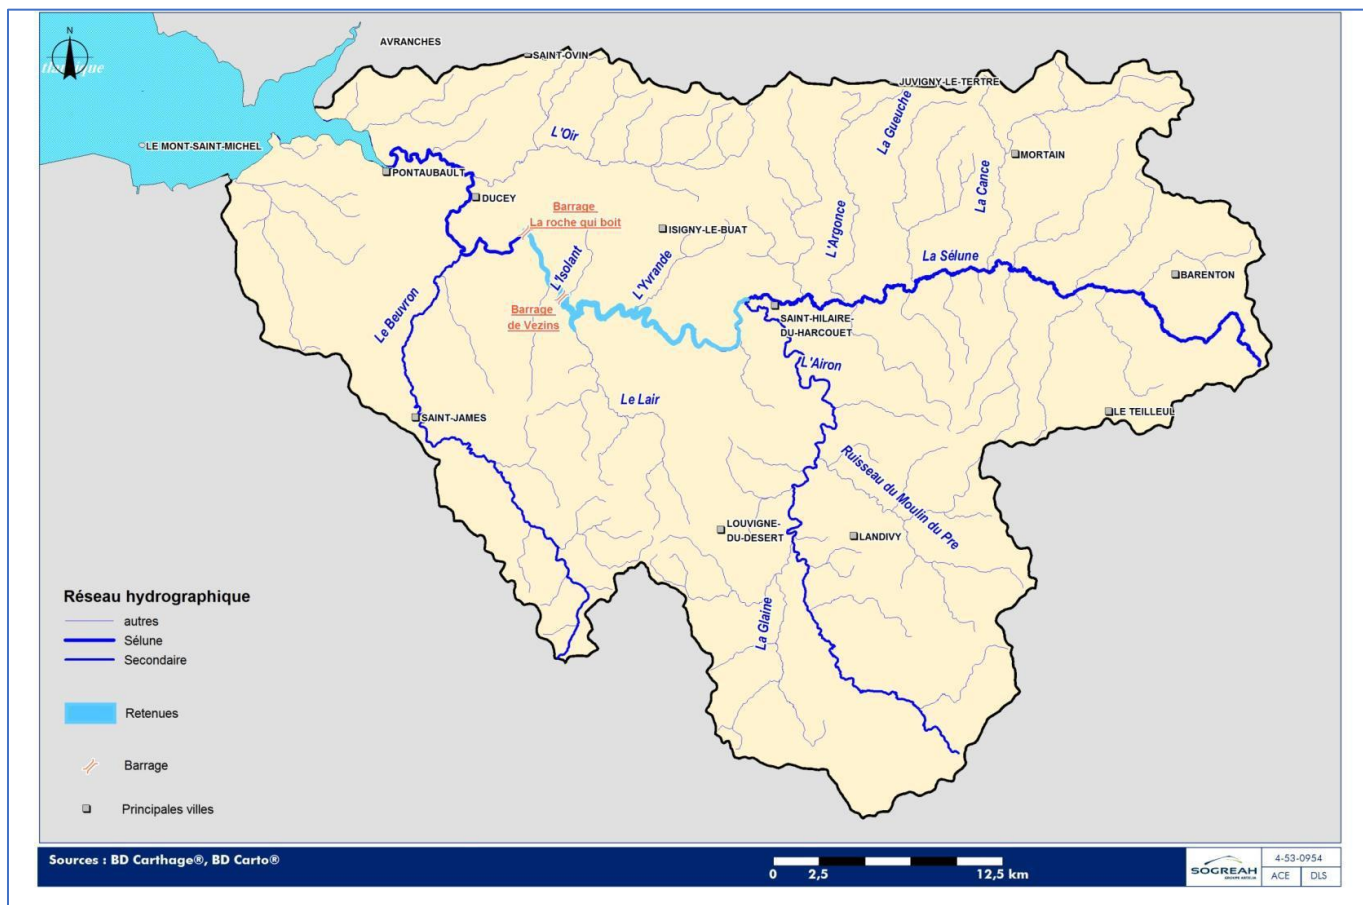 N
AVRANCHES
SAINT-OVIN
JUVIGNY-LE-TERTRE
La Gueuche
L'Oir
LE MONT-SAINT-MICHEL
MORTAIN
PONTAUBAULT
La Cance
DUCEY
Barrage
La roche qui boit
ISIGNY-LE-BUAT
L'Argonce
La Sélune
L'Isolant
L'Yvrande
BARENTON
Barrage
de Vezins
SAINT-HILAIRE-
DU-HARCOUET
Le Beuvron
L'Airon
Le Lair
SAINT-JAMES
LE TEILLEUL
Ruisseau du Moulin du Pre
LOUVIGNE-
DU-DESERT
LANDIVY
La Glaine
Réseau hydrographique
autres
Sélune
Secondaire
Retenues
Barrage
Principales villes
Sources : BD Carthage®, BD Carto®
0 2,5 12,5 km
SOGREAH
4-53-0954
ACE DLS